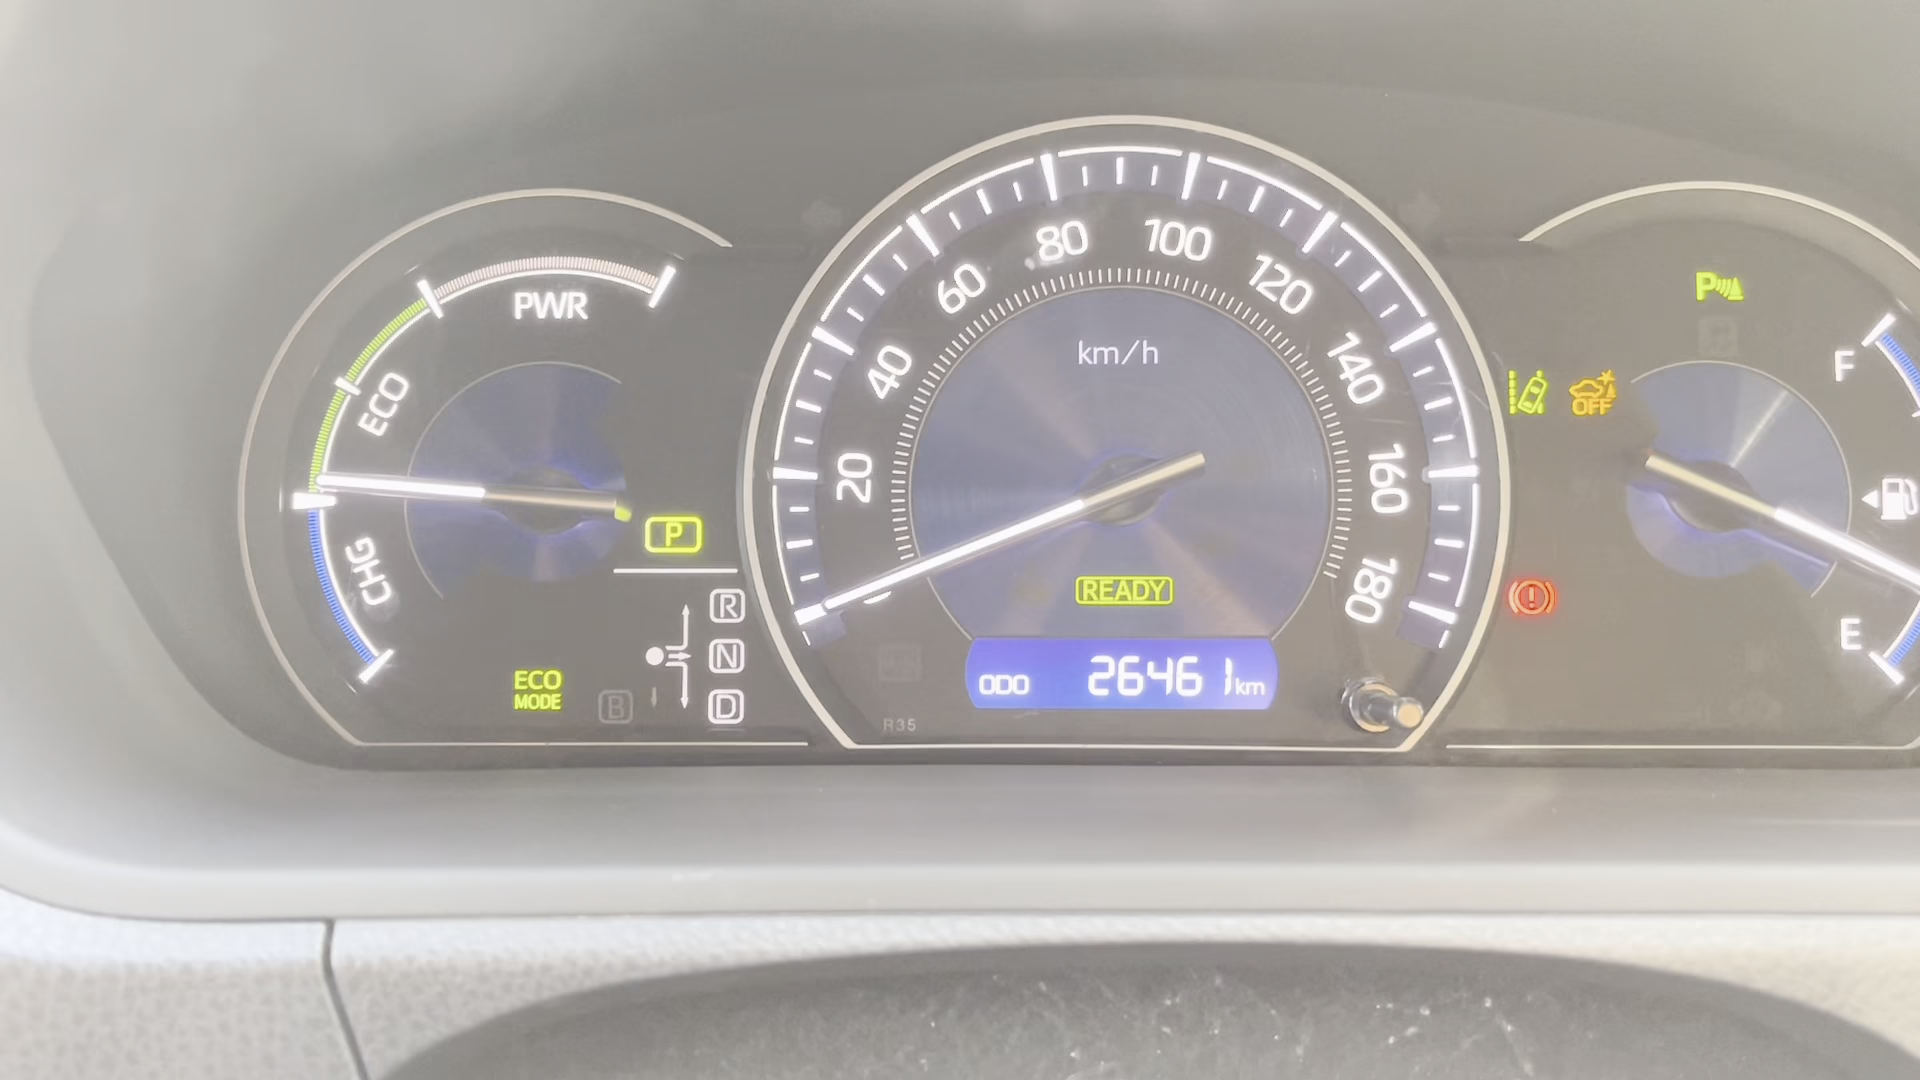 PWR
ECO
CHG
P
R
N
B
D
ECO
MODE
20
40
60
80
100
120
140
160
180
km/h
READY
ODO 26461 km
R35
P
OFF
F
E